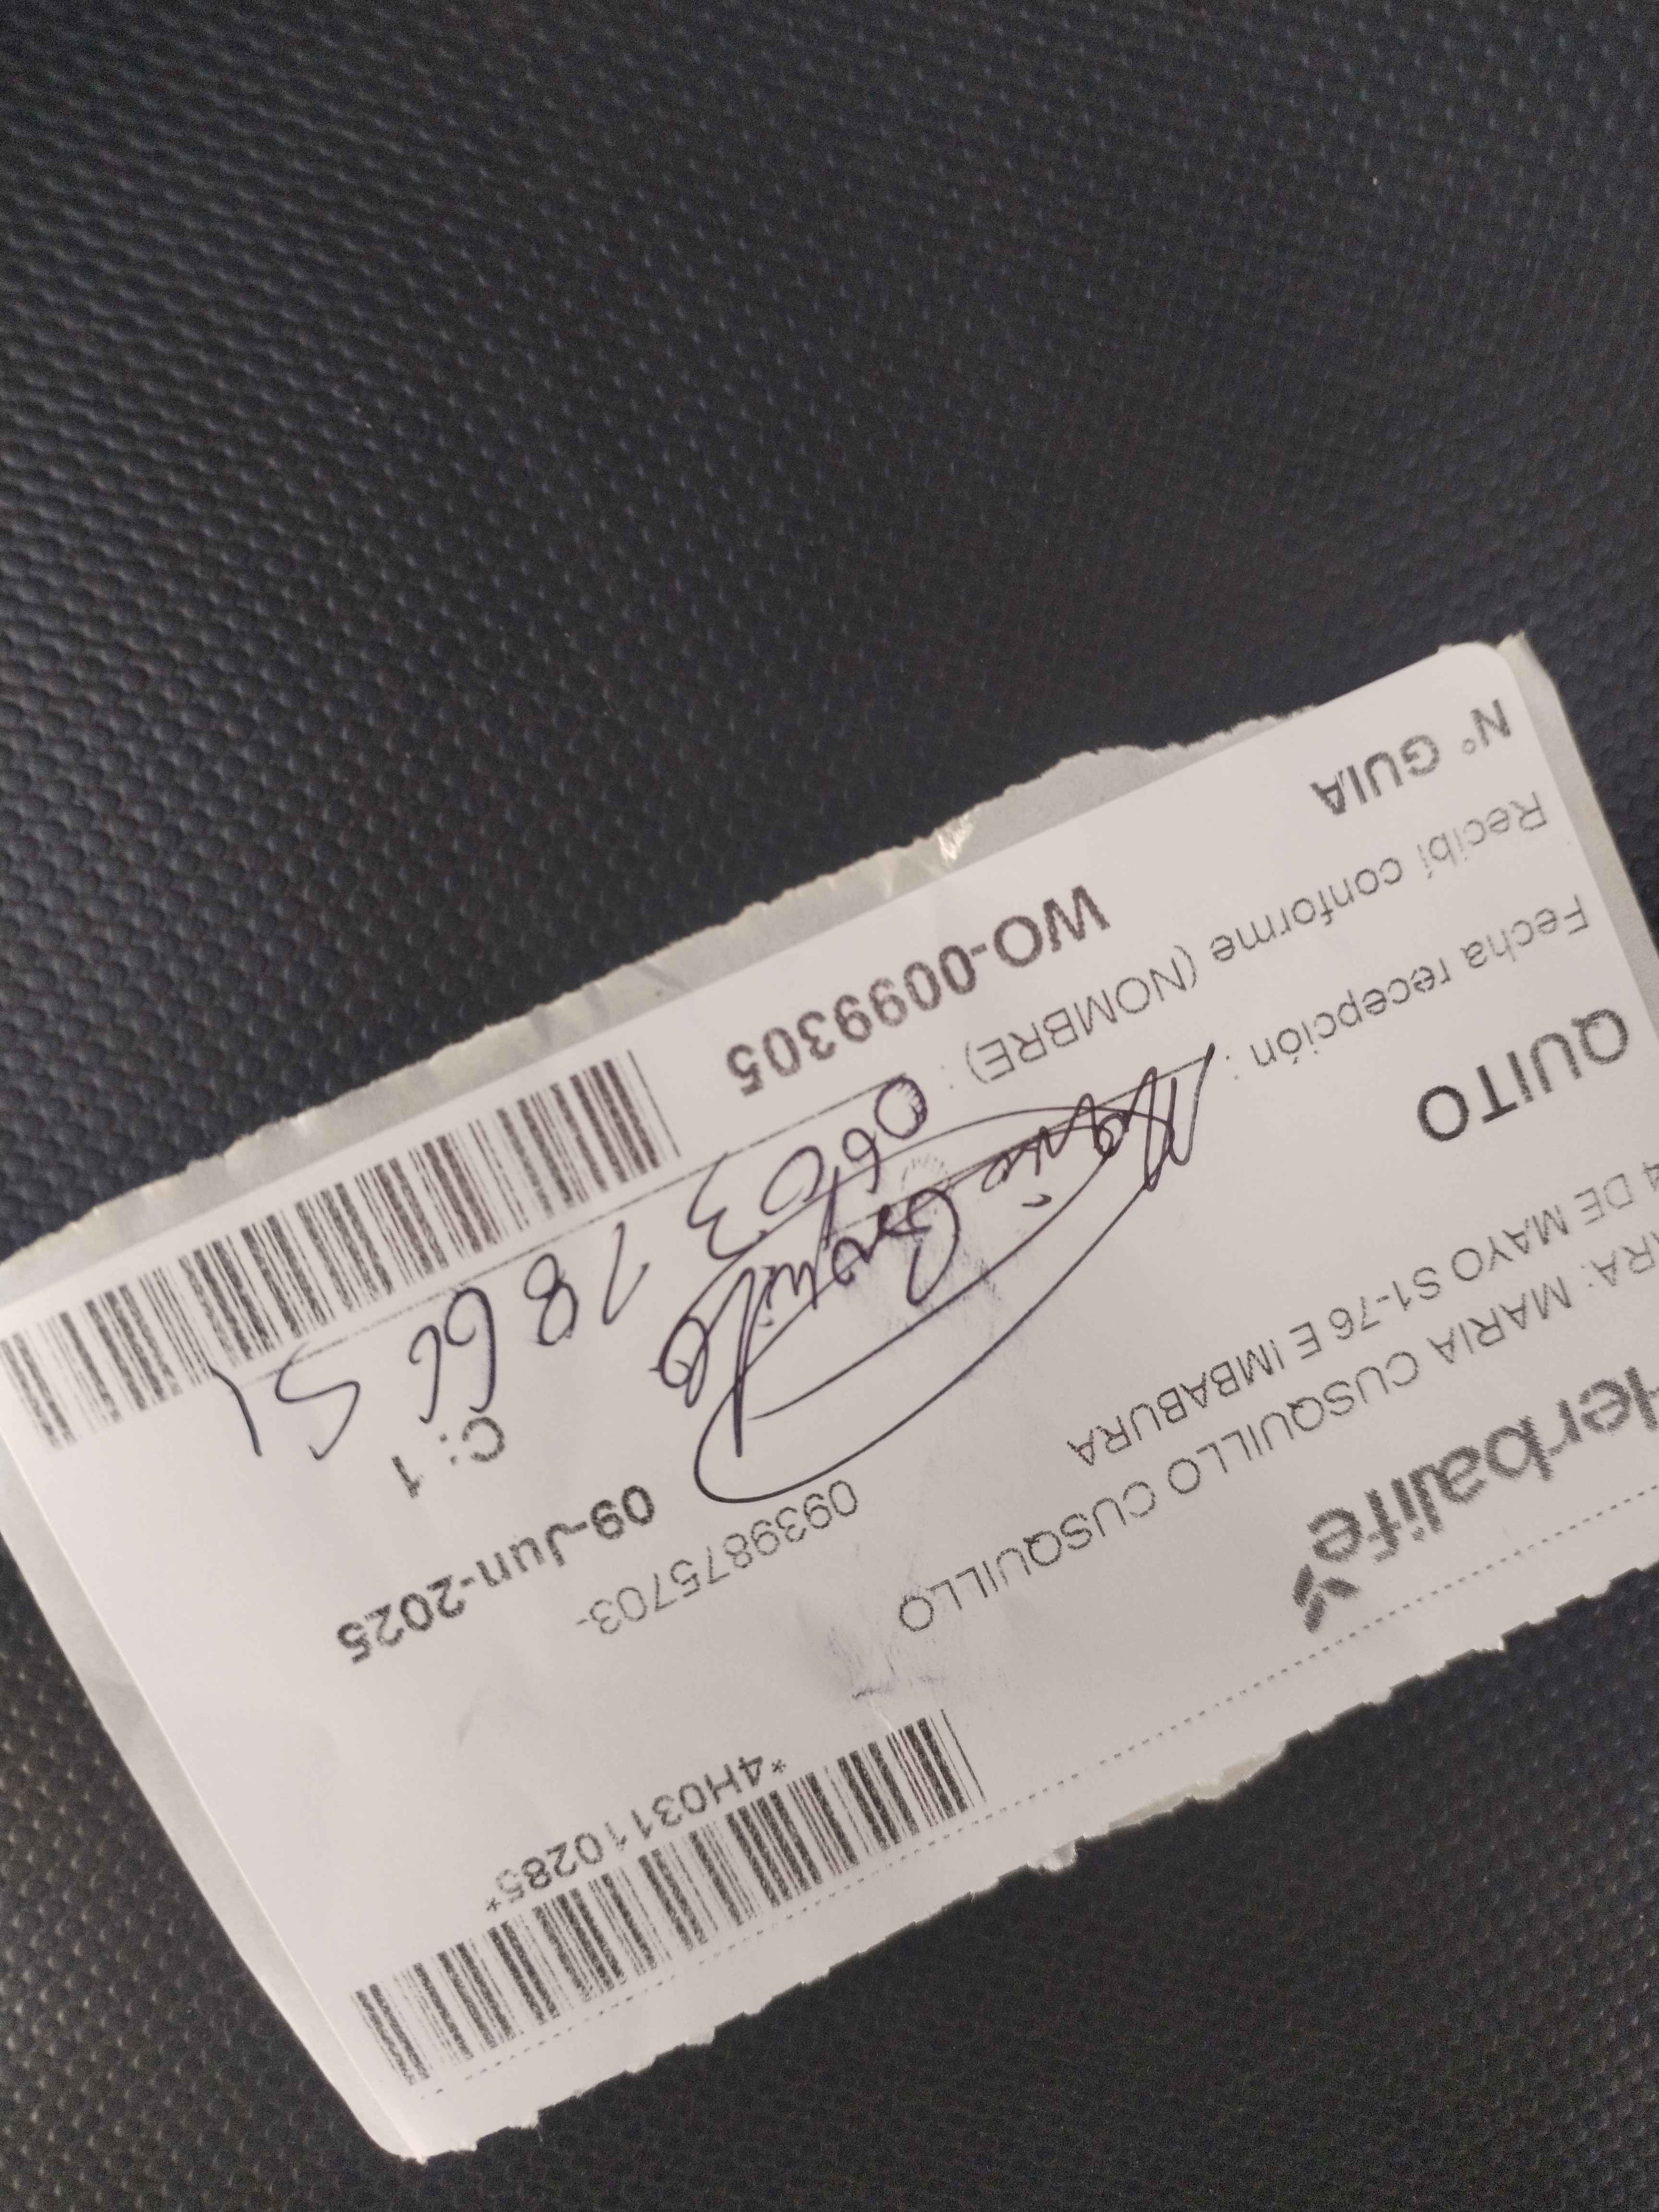 *4H03110285*
Herbalife
09-Jun-2025
ARA: MARIA CUSQUILLO CUSQUILLO
0939875703-
4 DE MAYO S1-76 E IMBABURA
C: 1
QUITO
Fecha recepción :
Recibí conforme (NOMBRE) :
N° GUIA WO-0099305